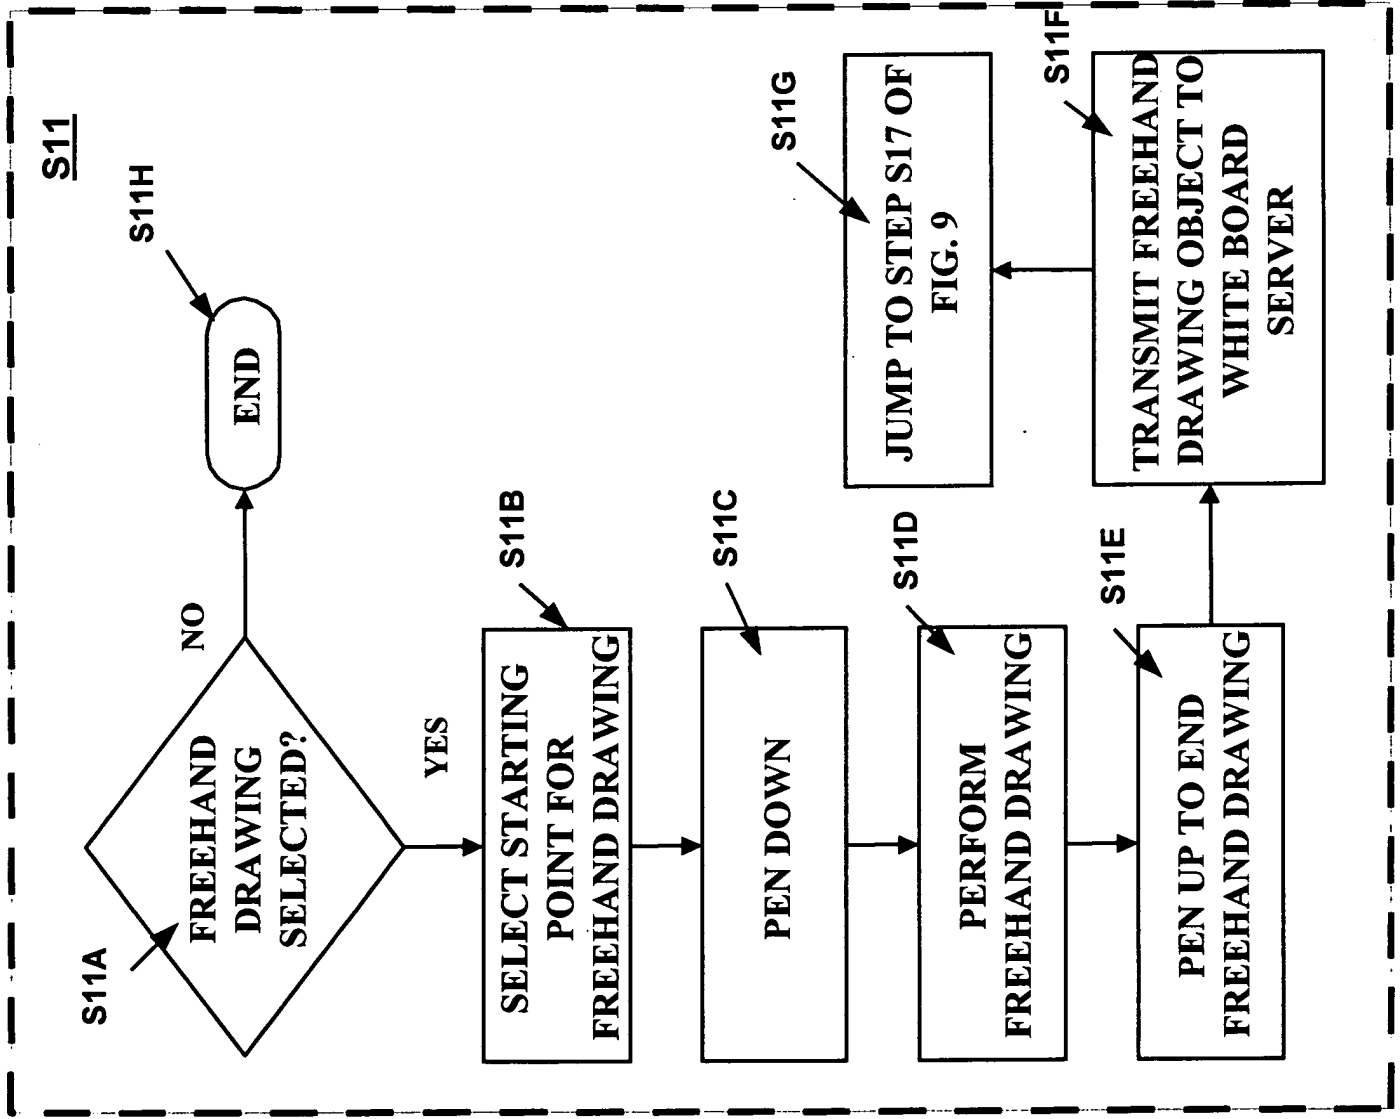 S11
S11H
END
NO
S11A
FREEHAND
DRAWING
SELECTED?
YES
S11B
SELECT STARTING
POINT FOR
FREEHAND DRAWING
S11C
PEN DOWN
S11D
PERFORM
FREEHAND DRAWING
S11E
PEN UP TO END
FREEHAND DRAWING
S11F
TRANSMIT FREEHAND
DRAWING OBJECT TO
WHITE BOARD
SERVER
S11G
JUMP TO STEP S17 OF
FIG. 9